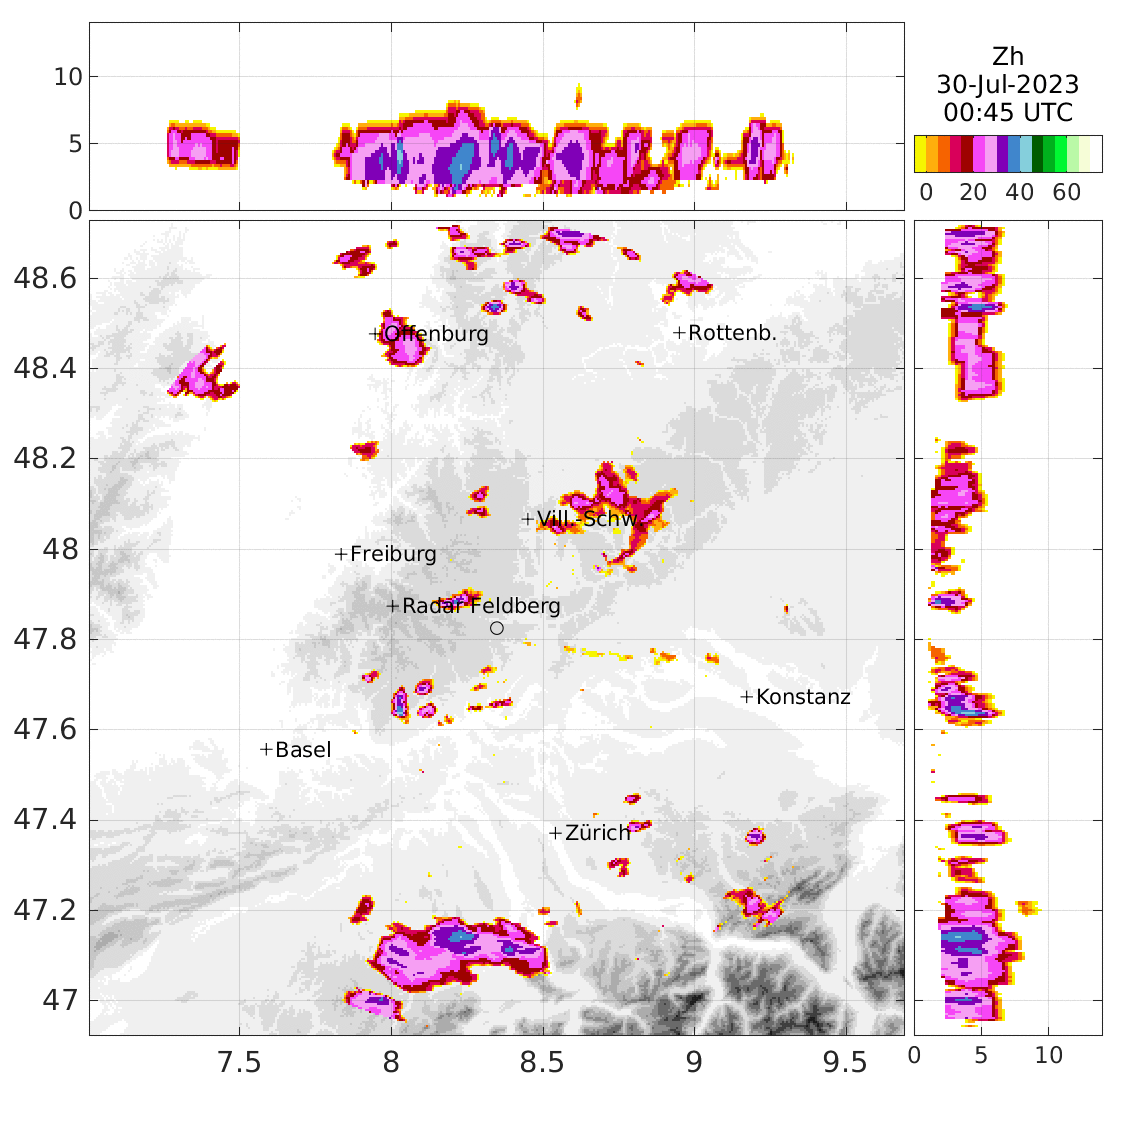 10
5
0
Zh
30-Jul-2023
00:45 UTC
0 20 40 60
48.6
48.4
48.2
48
47.8
47.6
47.4
47.2
47
+Offenburg
+Rottenb.
+Vill.-Schw.
+Freiburg
+Radar Feldberg
+Konstanz
+Basel
+Zürich
7.5 8 8.5 9 9.5
0 5 10